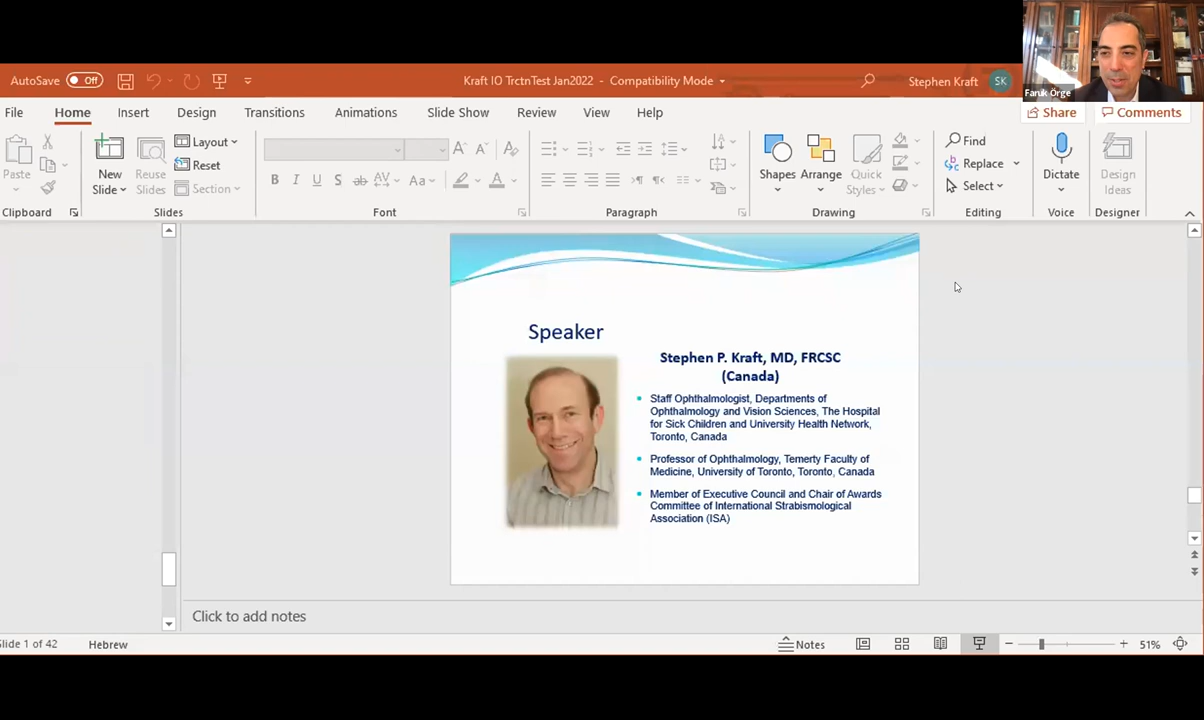 AutoSave Off
Kraft IO TrctnTest Jan2022 - Compatibility Mode
Stephen Kraft SK
Faruk Örge
File Home Insert Design Transitions Animations Slide Show Review View Help
Share Comments
Paste
New Slide
Reuse Slides
Layout
Reset
Section
B I U S ab AV Aa A
A A A
Shapes Arrange Quick Styles
Find
Replace
Select
Dictate
Design Ideas
Clipboard Slides Font Paragraph Drawing Editing Voice Designer
Speaker
Stephen P. Kraft, MD, FRCSC
(Canada)
Staff Ophthalmologist, Departments of
Ophthalmology and Vision Sciences, The Hospital
for Sick Children and University Health Network,
Toronto, Canada
Professor of Ophthalmology, Temerty Faculty of
Medicine, University of Toronto, Toronto, Canada
Member of Executive Council and Chair of Awards
Committee of International Strabismological
Association (ISA)
Click to add notes
Slide 1 of 42 Hebrew Notes 51%